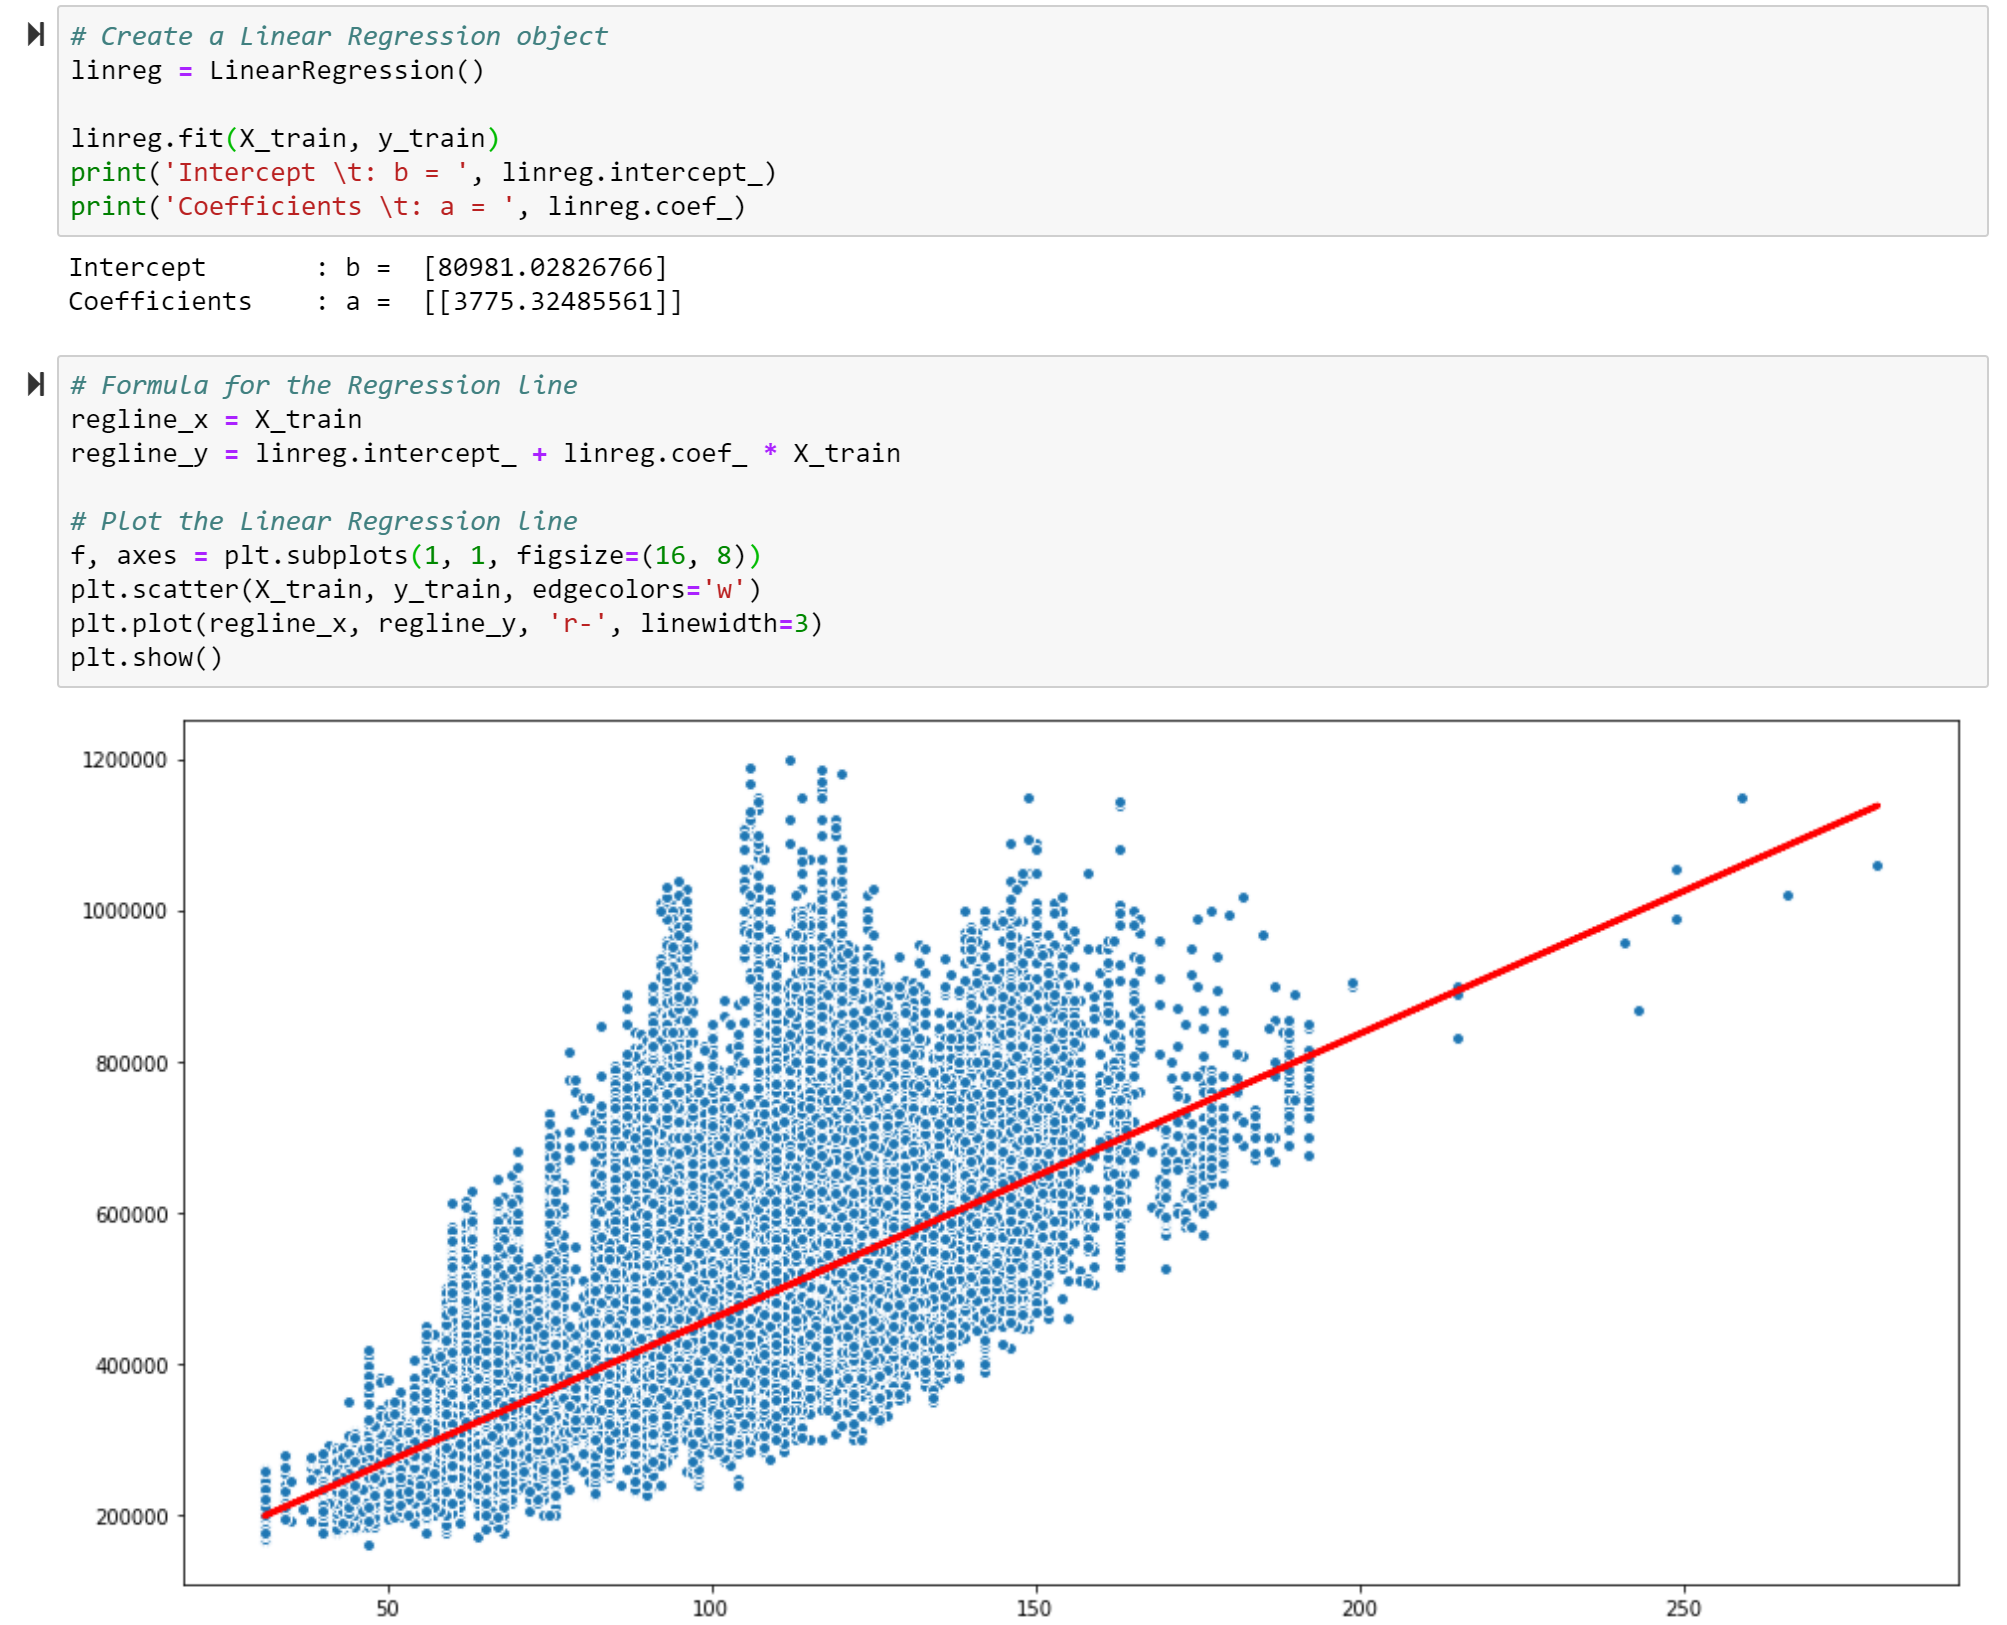 # Create a Linear Regression object
linreg = LinearRegression()
linreg.fit(X_train, y_train)
print('Intercept \t: b = ', linreg.intercept_)
print('Coefficients \t: a = ', linreg.coef_)
Intercept       : b =  [80981.02826766]
Coefficients    : a =  [[3775.32485561]]
# Formula for the Regression line
regline_x = X_train
regline_y = linreg.intercept_ + linreg.coef_ * X_train
# Plot the Linear Regression line
f, axes = plt.subplots(1, 1, figsize=(16, 8))
plt.scatter(X_train, y_train, edgecolors='w')
plt.plot(regline_x, regline_y, 'r-', linewidth=3)
plt.show()
1200000
1000000
800000
600000
400000
200000
50 100 150 200 250